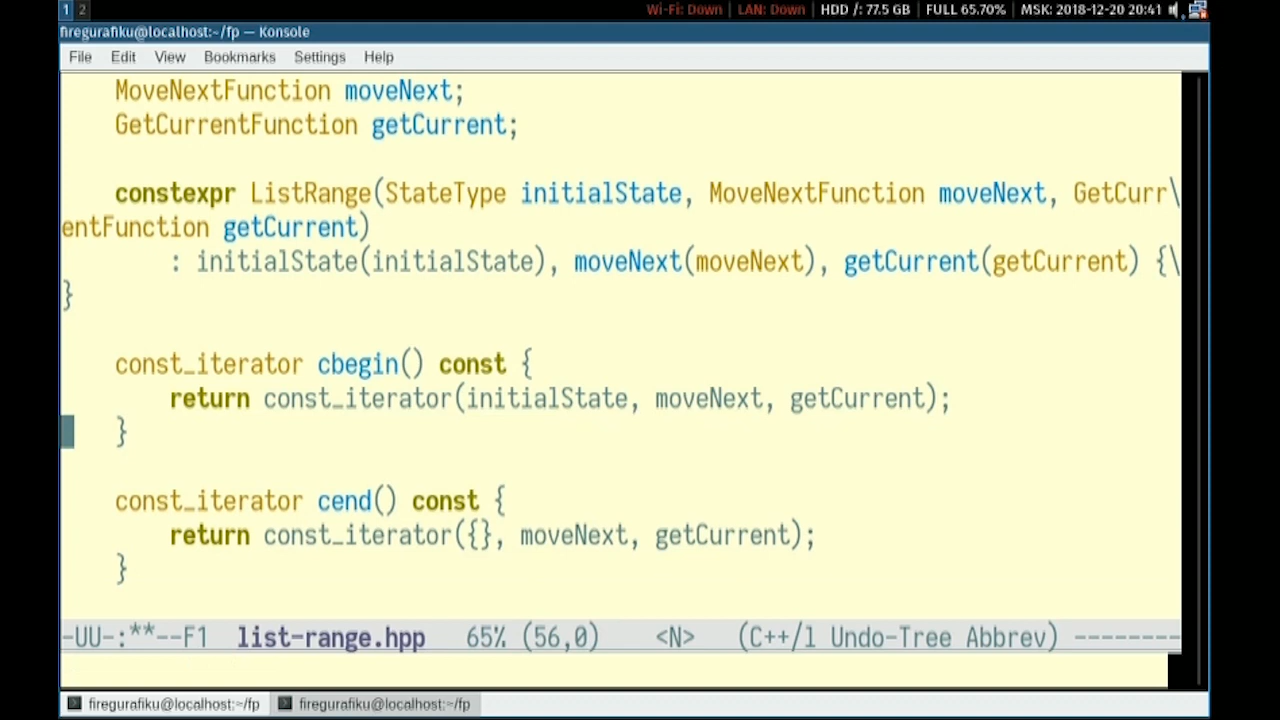 1 2 Wi-Fi: Down | LAN: Down | HDD /: 77.5 GB | FULL 65.70% | MSK: 2018-12-20 20:41
firegurafiku@localhost:~/fp — Konsole
File Edit View Bookmarks Settings Help
    MoveNextFunction moveNext;
    GetCurrentFunction getCurrent;
    constexpr ListRange(StateType initialState, MoveNextFunction moveNext, GetCurr\
entFunction getCurrent)
        : initialState(initialState), moveNext(moveNext), getCurrent(getCurrent) {\
}
    const_iterator cbegin() const {
        return const_iterator(initialState, moveNext, getCurrent);
    }
    const_iterator cend() const {
        return const_iterator({}, moveNext, getCurrent);
    }
-UU-:**--F1  list-range.hpp   65% (56,0)    <N>   (C++/l Undo-Tree Abbrev) --------
firegurafiku@localhost:~/fp firegurafiku@localhost:~/fp